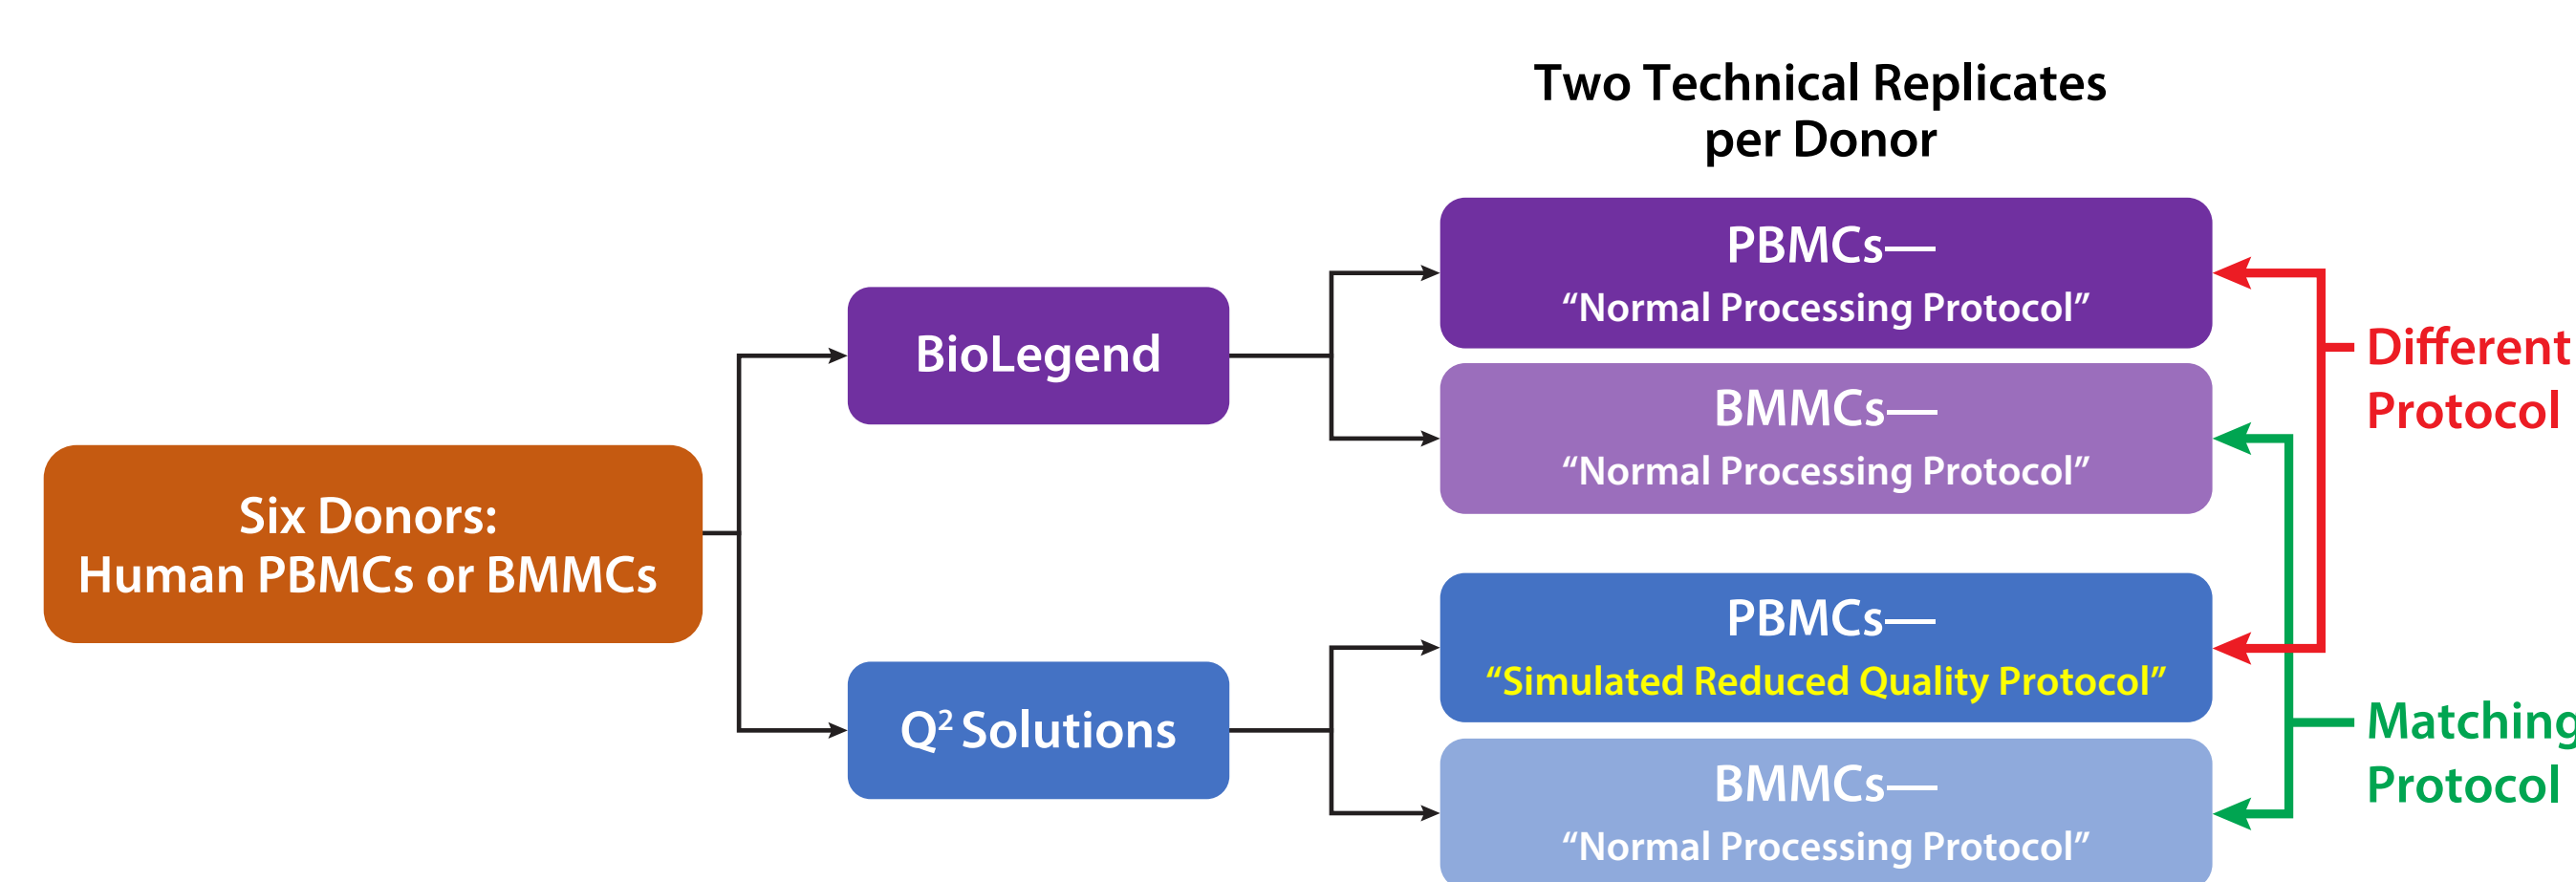 Two Technical Replicates
per Donor
PBMCs—
“Normal Processing Protocol”
BioLegend
BMMCs—
“Normal Processing Protocol”
Different
Protocol
Six Donors:
Human PBMCs or BMMCs
PBMCs—
“Simulated Reduced Quality Protocol”
Q² Solutions
BMMCs—
“Normal Processing Protocol”
Matching
Protocol